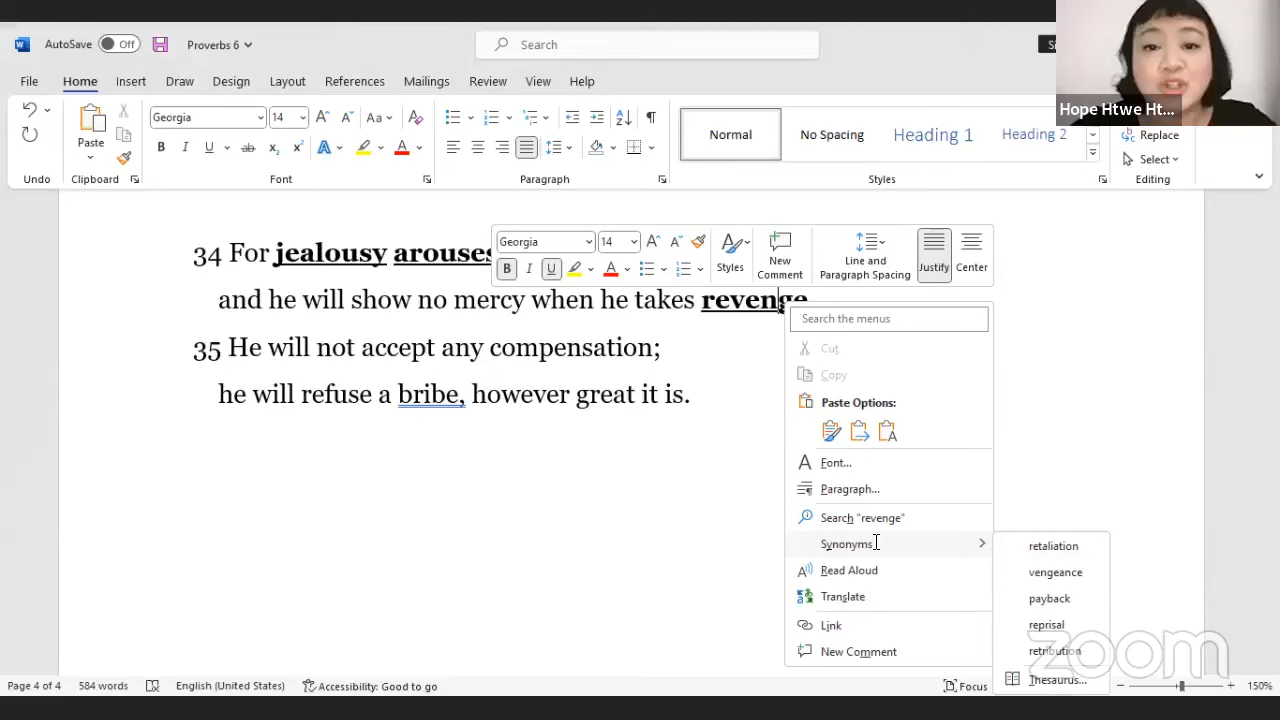 AutoSave Off Proverbs 6 Search
Hope Htwe Ht...
File Home Insert Draw Design Layout References Mailings Review View Help
Georgia 14 Aa
Paste
Normal No Spacing Heading 1 Heading 2
Replace
Select
Undo Clipboard Font Paragraph Styles Editing
34 For jealousy arouses
and he will show no mercy when he takes revenge
35 He will not accept any compensation;
he will refuse a bribe, however great it is.
Georgia 14
B I U
Styles
New Comment
Line and Paragraph Spacing
Justify
Center
Search the menus
Cut
Copy
Paste Options:
Font...
Paragraph...
Search "revenge"
Synonyms
Read Aloud
Translate
Link
New Comment
retaliation
vengeance
payback
reprisal
retribution
Thesaurus...
zoom
Page 4 of 4 584 words English (United States) Accessibility: Good to go Focus 150%